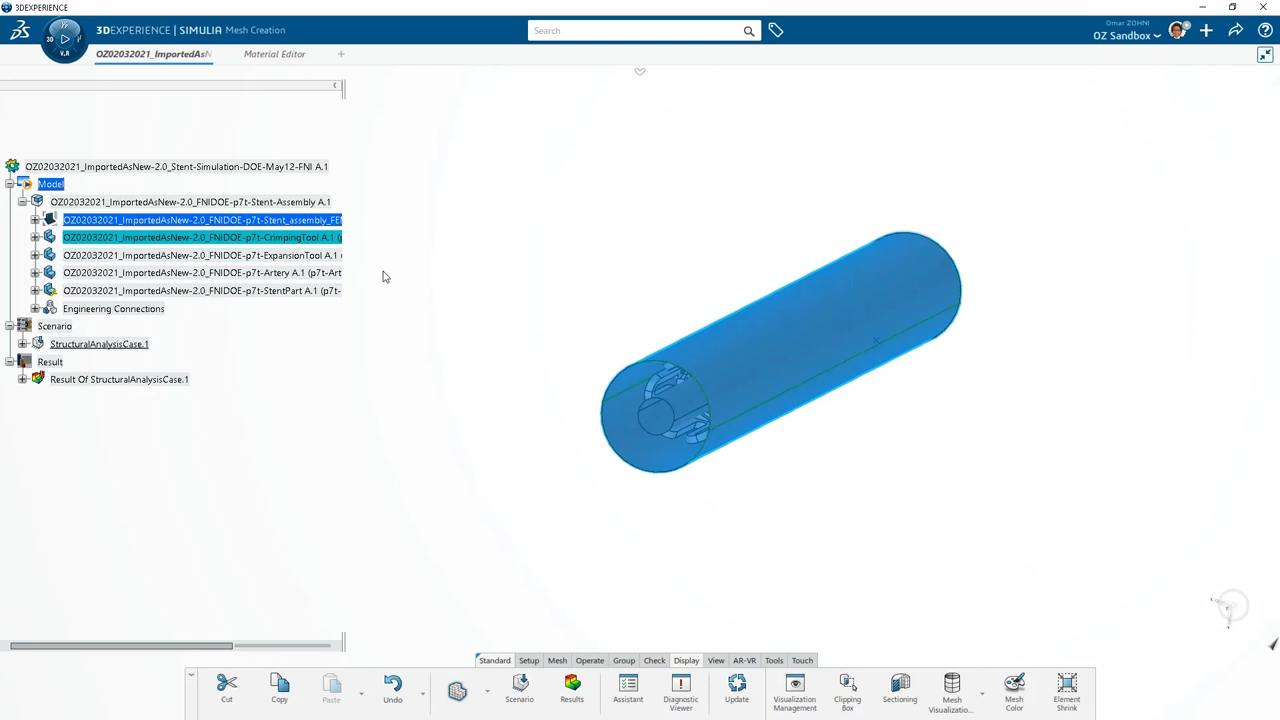 3DEXPERIENCE
3DEXPERIENCE | SIMULIA Mesh Creation
Search
Omar ZOHNI
OZ Sandbox
3D
V.R
OZ02032021_ImportedAsN
Material Editor
OZ02032021_ImportedAsNew-2.0_Stent-Simulation-DOE-May12-FNI A.1
Model
OZ02032021_ImportedAsNew-2.0_FNIDOE-p7t-Stent-Assembly A.1
OZ02032021_ImportedAsNew-2.0_FNIDOE-p7t-Stent_assembly_FEM
OZ02032021_ImportedAsNew-2.0_FNIDOE-p7t-CrimpingTool A.1 (p
OZ02032021_ImportedAsNew-2.0_FNIDOE-p7t-ExpansionTool A.1 (
OZ02032021_ImportedAsNew-2.0_FNIDOE-p7t-Artery A.1 (p7t-Art
OZ02032021_ImportedAsNew-2.0_FNIDOE-p7t-StentPart A.1 (p7t-
Engineering Connections
Scenario
StructuralAnalysisCase.1
Result
Result Of StructuralAnalysisCase.1
Standard Setup Mesh Operate Group Check Display View AR-VR Tools Touch
Cut Copy Paste Undo Scenario Results Assistant Diagnostic Viewer Update Visualization Management Clipping Box Sectioning Mesh Visualizatio... Mesh Color Element Shrink